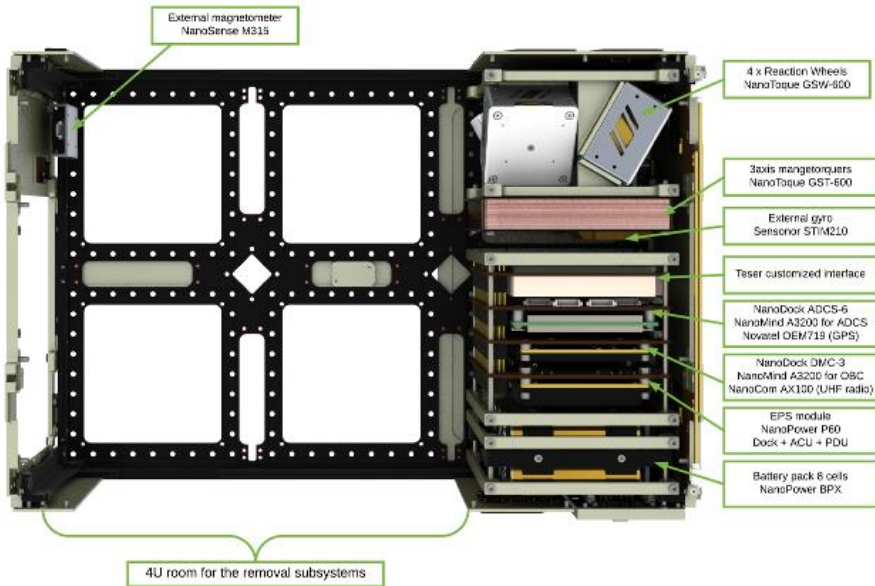 External magnetometer
NanoSense M315
4 x Reaction Wheels
NanoToque GSW-600
3axis mangetorquers
NanoToque GST-600
External gyro
Sensonor STIM210
Teser customized interface
NanoDock ADCS-6
NanoMind A3200 for ADCS
Novatel OEM719 (GPS)
NanoDock DMC-3
NanoMind A3200 for OBC
NanoCom AX100 (UHF radio)
EPS module
NanoPower P60
Dock + ACU + PDU
Battery pack 8 cells
NanoPower BPX
4U room for the removal subsystems